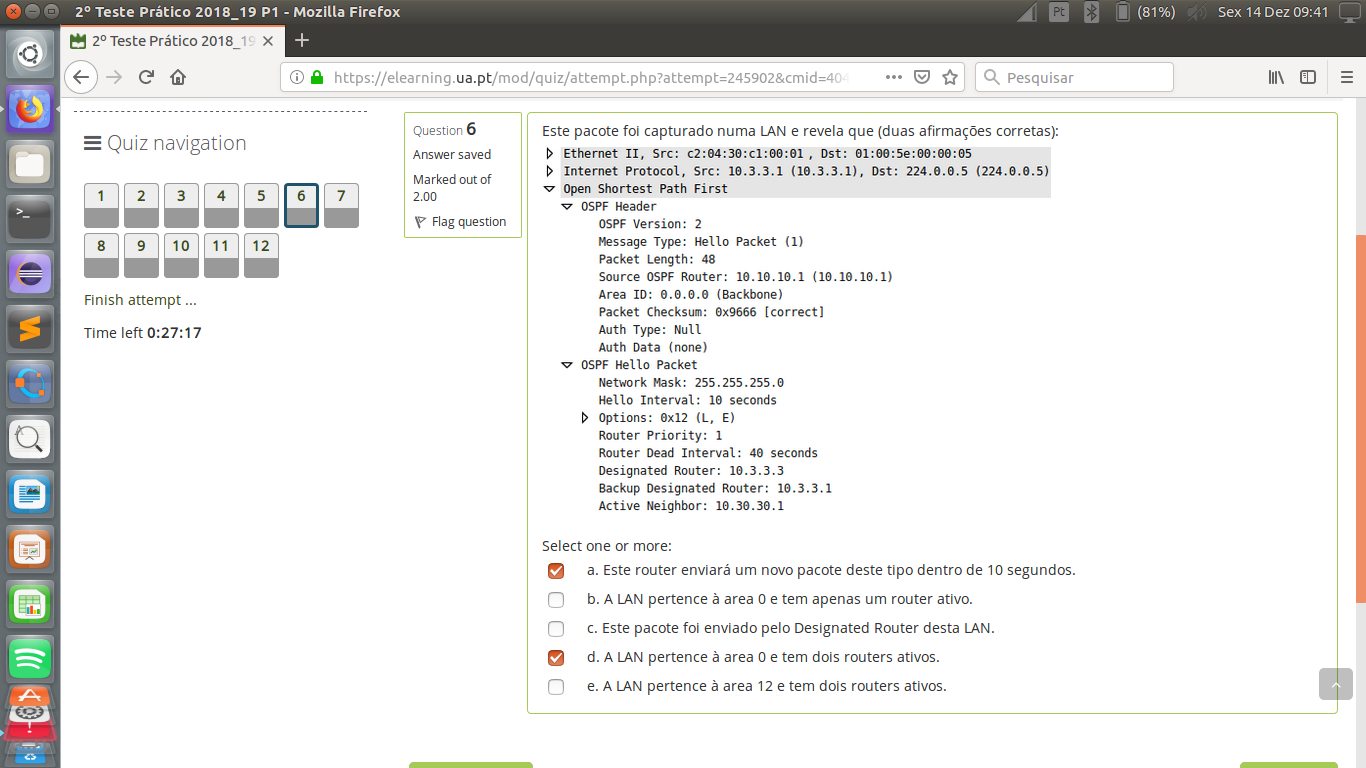 2º Teste Prático 2018_19 P1 - Mozilla Firefox
Pt
(81%)
Sex 14 Dez 09:41
2º Teste Prático 2018_19
https://elearning.ua.pt/mod/quiz/attempt.php?attempt=245902&cmid=404
Pesquisar
Quiz navigation
1 2 3 4 5 6 7
8 9 10 11 12
Finish attempt ...
Time left 0:27:17
Question 6
Answer saved
Marked out of
2.00
Flag question
Este pacote foi capturado numa LAN e revela que (duas afirmações corretas):
Ethernet II, Src: c2:04:30:c1:00:01 , Dst: 01:00:5e:00:00:05
Internet Protocol, Src: 10.3.3.1 (10.3.3.1), Dst: 224.0.0.5 (224.0.0.5)
Open Shortest Path First
OSPF Header
OSPF Version: 2
Message Type: Hello Packet (1)
Packet Length: 48
Source OSPF Router: 10.10.10.1 (10.10.10.1)
Area ID: 0.0.0.0 (Backbone)
Packet Checksum: 0x9666 [correct]
Auth Type: Null
Auth Data (none)
OSPF Hello Packet
Network Mask: 255.255.255.0
Hello Interval: 10 seconds
Options: 0x12 (L, E)
Router Priority: 1
Router Dead Interval: 40 seconds
Designated Router: 10.3.3.3
Backup Designated Router: 10.3.3.1
Active Neighbor: 10.30.30.1
Select one or more:
a. Este router enviará um novo pacote deste tipo dentro de 10 segundos.
b. A LAN pertence à area 0 e tem apenas um router ativo.
c. Este pacote foi enviado pelo Designated Router desta LAN.
d. A LAN pertence à area 0 e tem dois routers ativos.
e. A LAN pertence à area 12 e tem dois routers ativos.